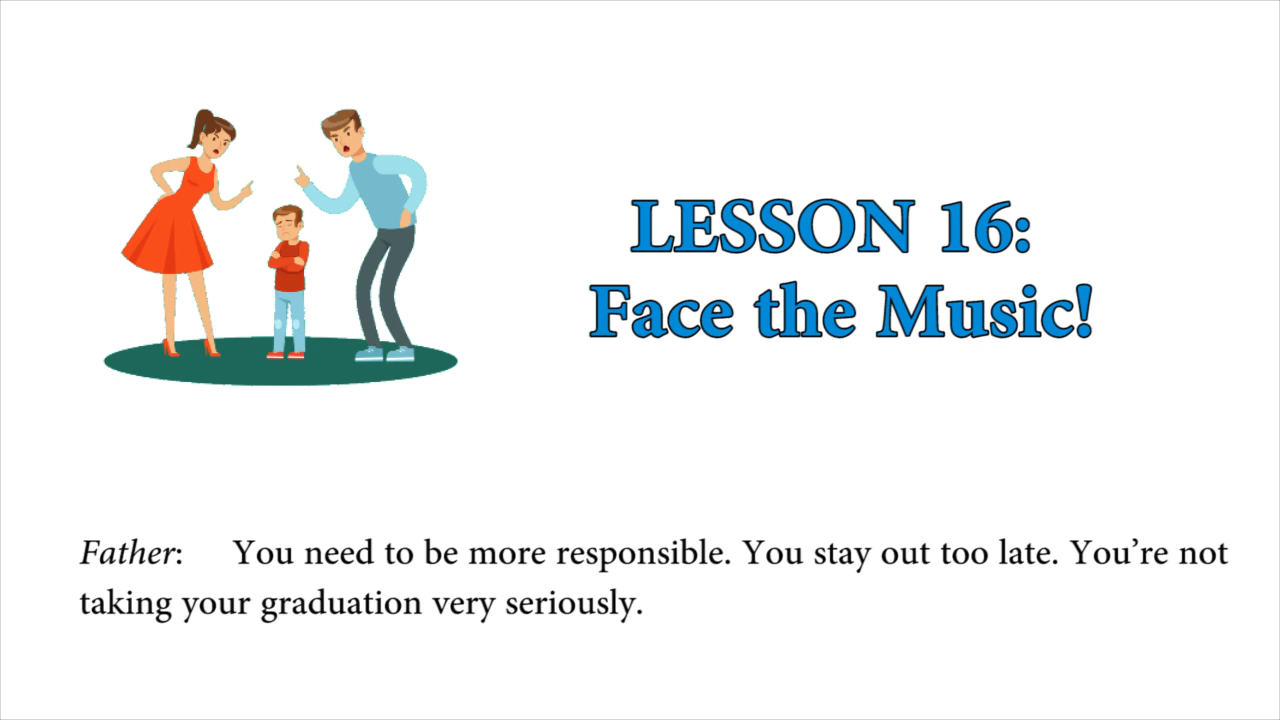 LESSON 16:
Face the Music!
Father: You need to be more responsible. You stay out too late. You’re not
taking your graduation very seriously.